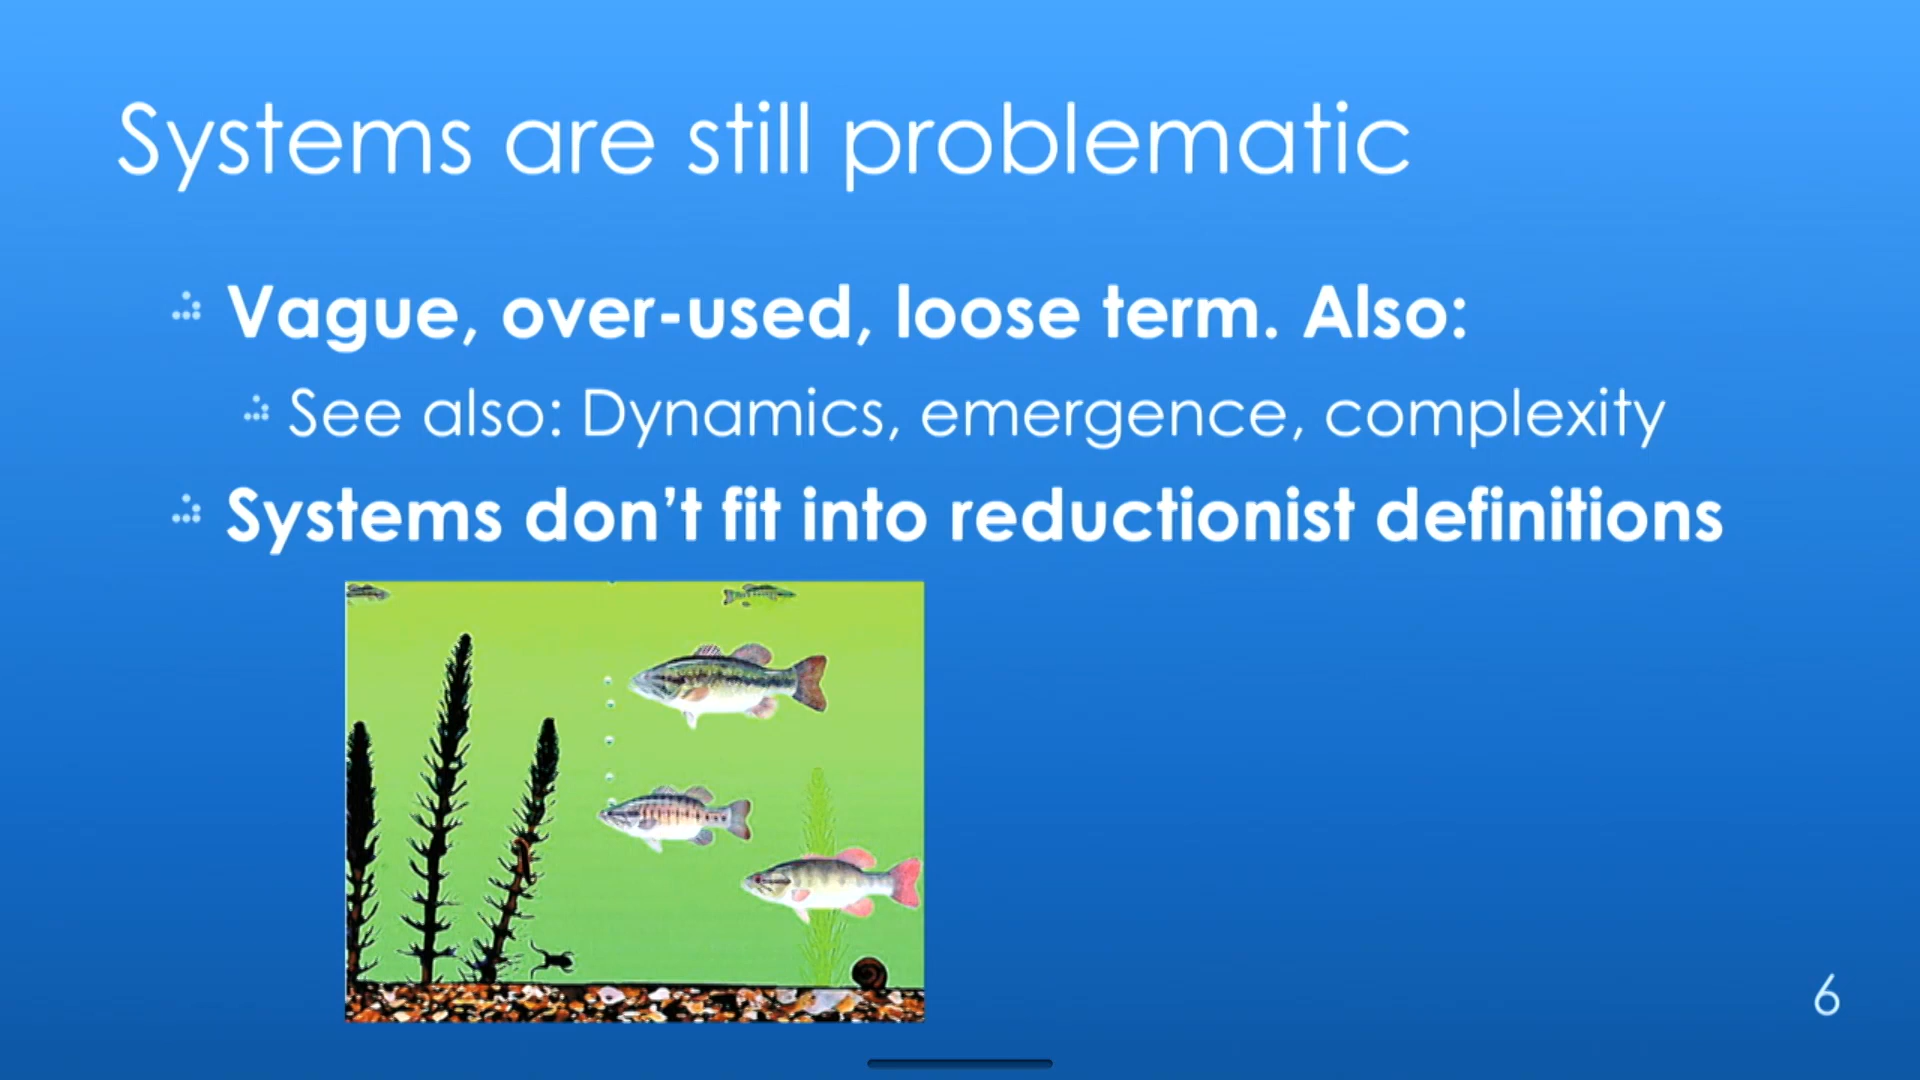 Systems are still problematic
Vague, over-used, loose term. Also:
See also: Dynamics, emergence, complexity
Systems don’t fit into reductionist definitions
6